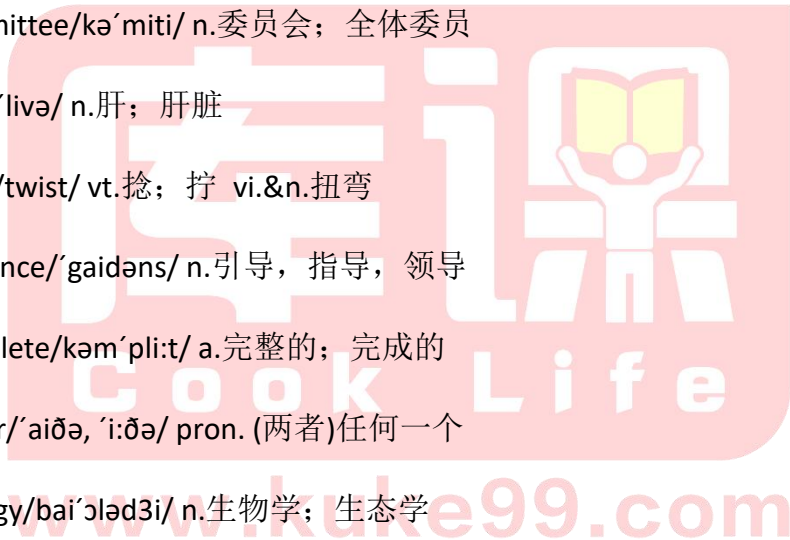 mittee/kə´miti/ n.委员会；全体委员
´livə/ n.肝；肝脏
/twist/ vt.捻；拧 vi.&n.扭弯
nce/´gaidəns/ n.引导，指导，领导
lete/kəm´pli:t/ a.完整的；完成的
r/´aiðə, ´i:ðə/ pron. (两者)任何一个
gy/bai´ɔləd3i/ n.生物学；生态学
库课
Cook Life
www.kuke99.com